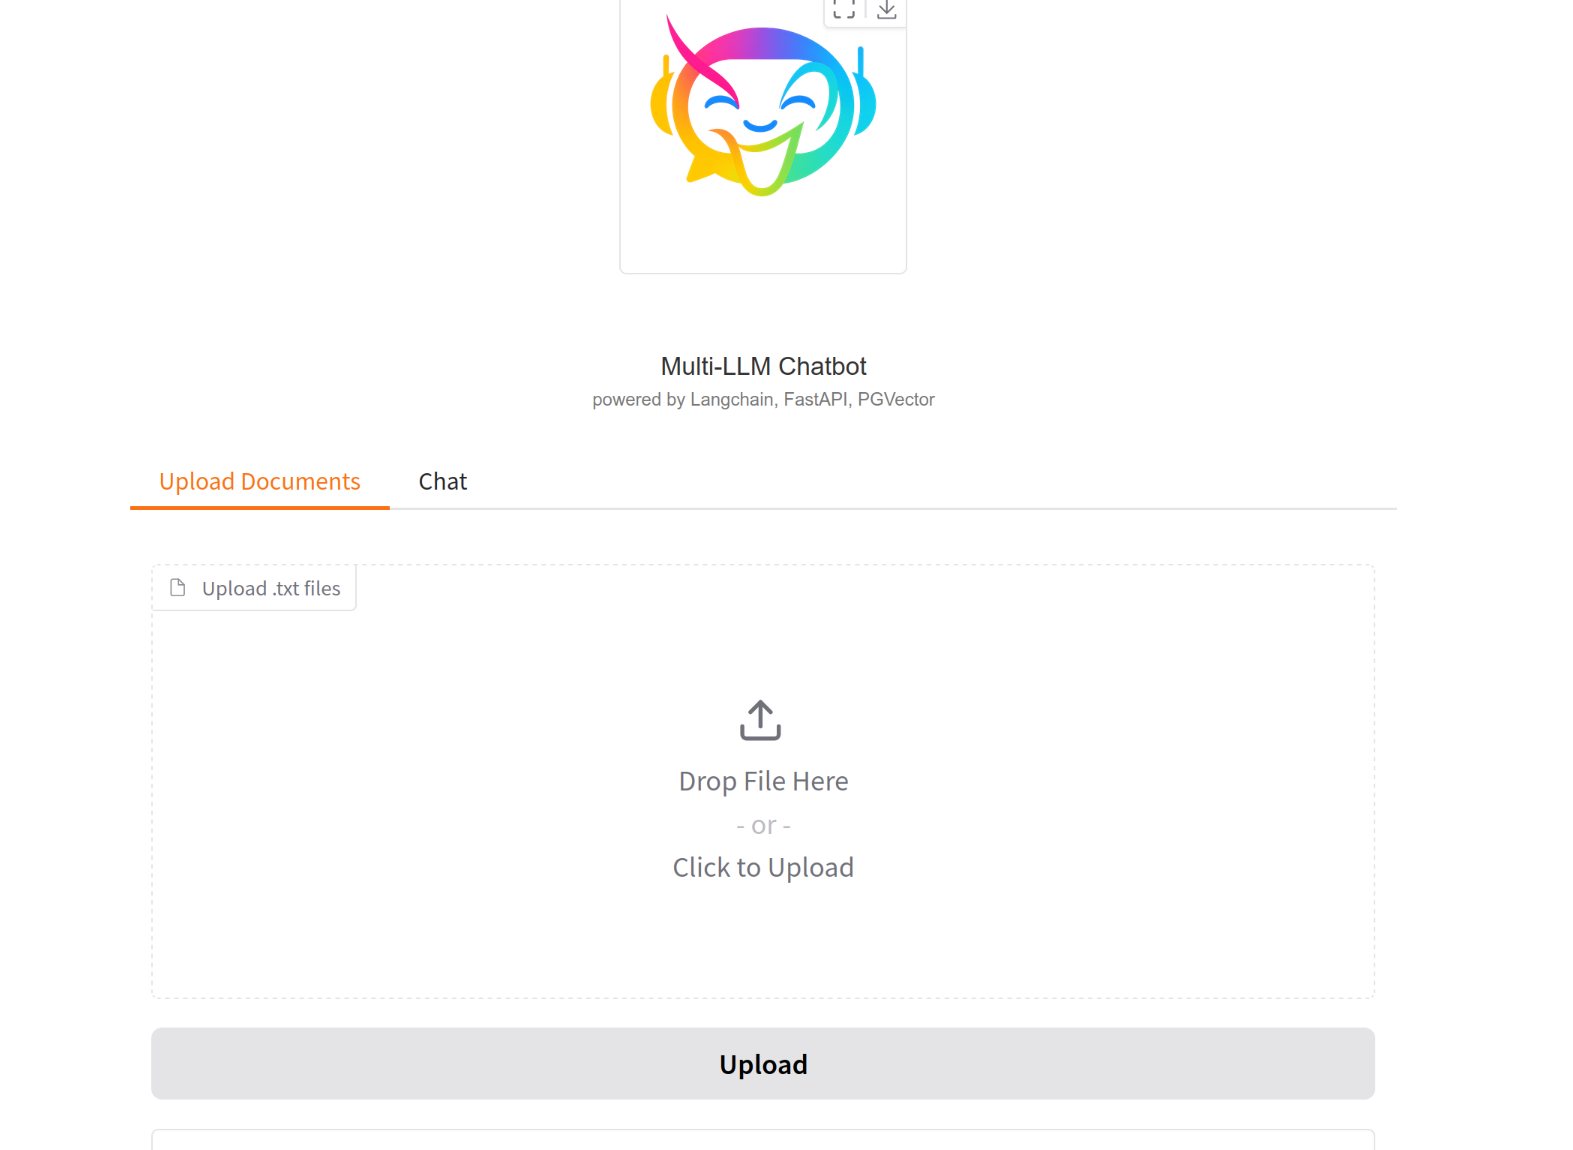 Multi-LLM Chatbot
powered by Langchain, FastAPI, PGVector
Upload Documents Chat
Upload .txt files
Drop File Here
- or -
Click to Upload
Upload